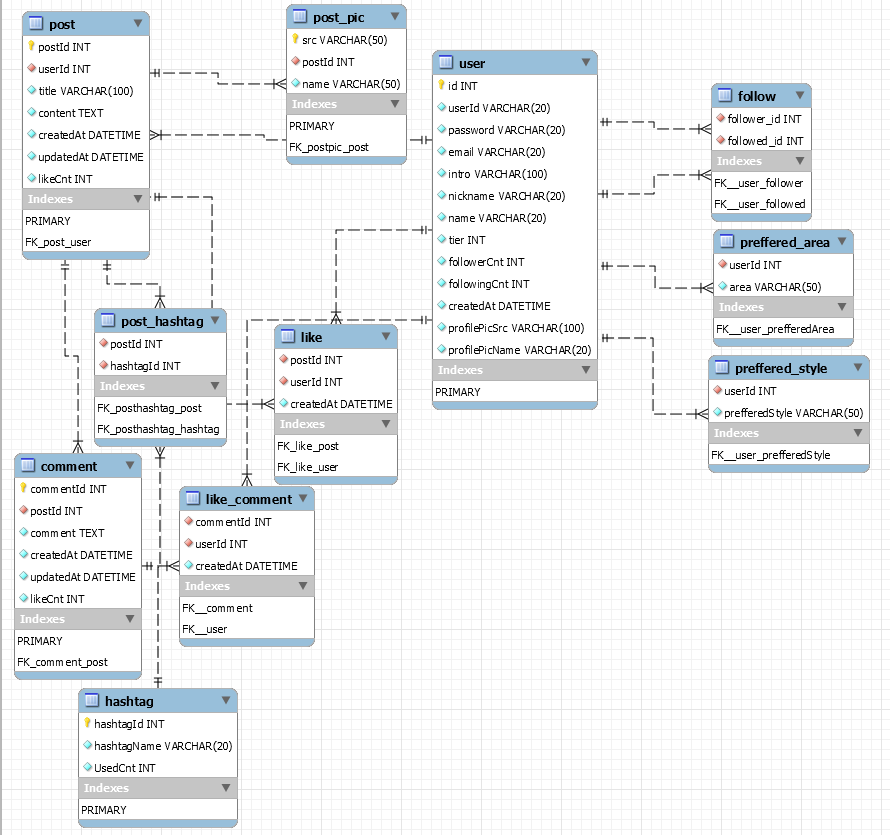 post
postId INT
userId INT
title VARCHAR(100)
content TEXT
createdAt DATETIME
updatedAt DATETIME
likeCnt INT
Indexes
PRIMARY
FK_post_user
post_pic
src VARCHAR(50)
postId INT
name VARCHAR(50)
Indexes
PRIMARY
FK_postpic_post
user
id INT
userId VARCHAR(20)
password VARCHAR(20)
email VARCHAR(20)
intro VARCHAR(100)
nickname VARCHAR(20)
name VARCHAR(20)
tier INT
followerCnt INT
followingCnt INT
createdAt DATETIME
profilePicSrc VARCHAR(100)
profilePicName VARCHAR(20)
Indexes
PRIMARY
follow
follower_id INT
followed_id INT
Indexes
FK__user_follower
FK__user_followed
preffered_area
userId INT
area VARCHAR(50)
Indexes
FK__user_prefferedArea
preffered_style
userId INT
prefferedStyle VARCHAR(50)
Indexes
FK__user_prefferedStyle
post_hashtag
postId INT
hashtagId INT
Indexes
FK_posthashtag_post
FK_posthashtag_hashtag
like
postId INT
userId INT
createdAt DATETIME
Indexes
FK_like_post
FK_like_user
comment
commentId INT
postId INT
comment TEXT
createdAt DATETIME
updatedAt DATETIME
likeCnt INT
Indexes
PRIMARY
FK_comment_post
like_comment
commentId INT
userId INT
createdAt DATETIME
Indexes
FK__comment
FK__user
hashtag
hashtagId INT
hashtagName VARCHAR(20)
UsedCnt INT
Indexes
PRIMARY